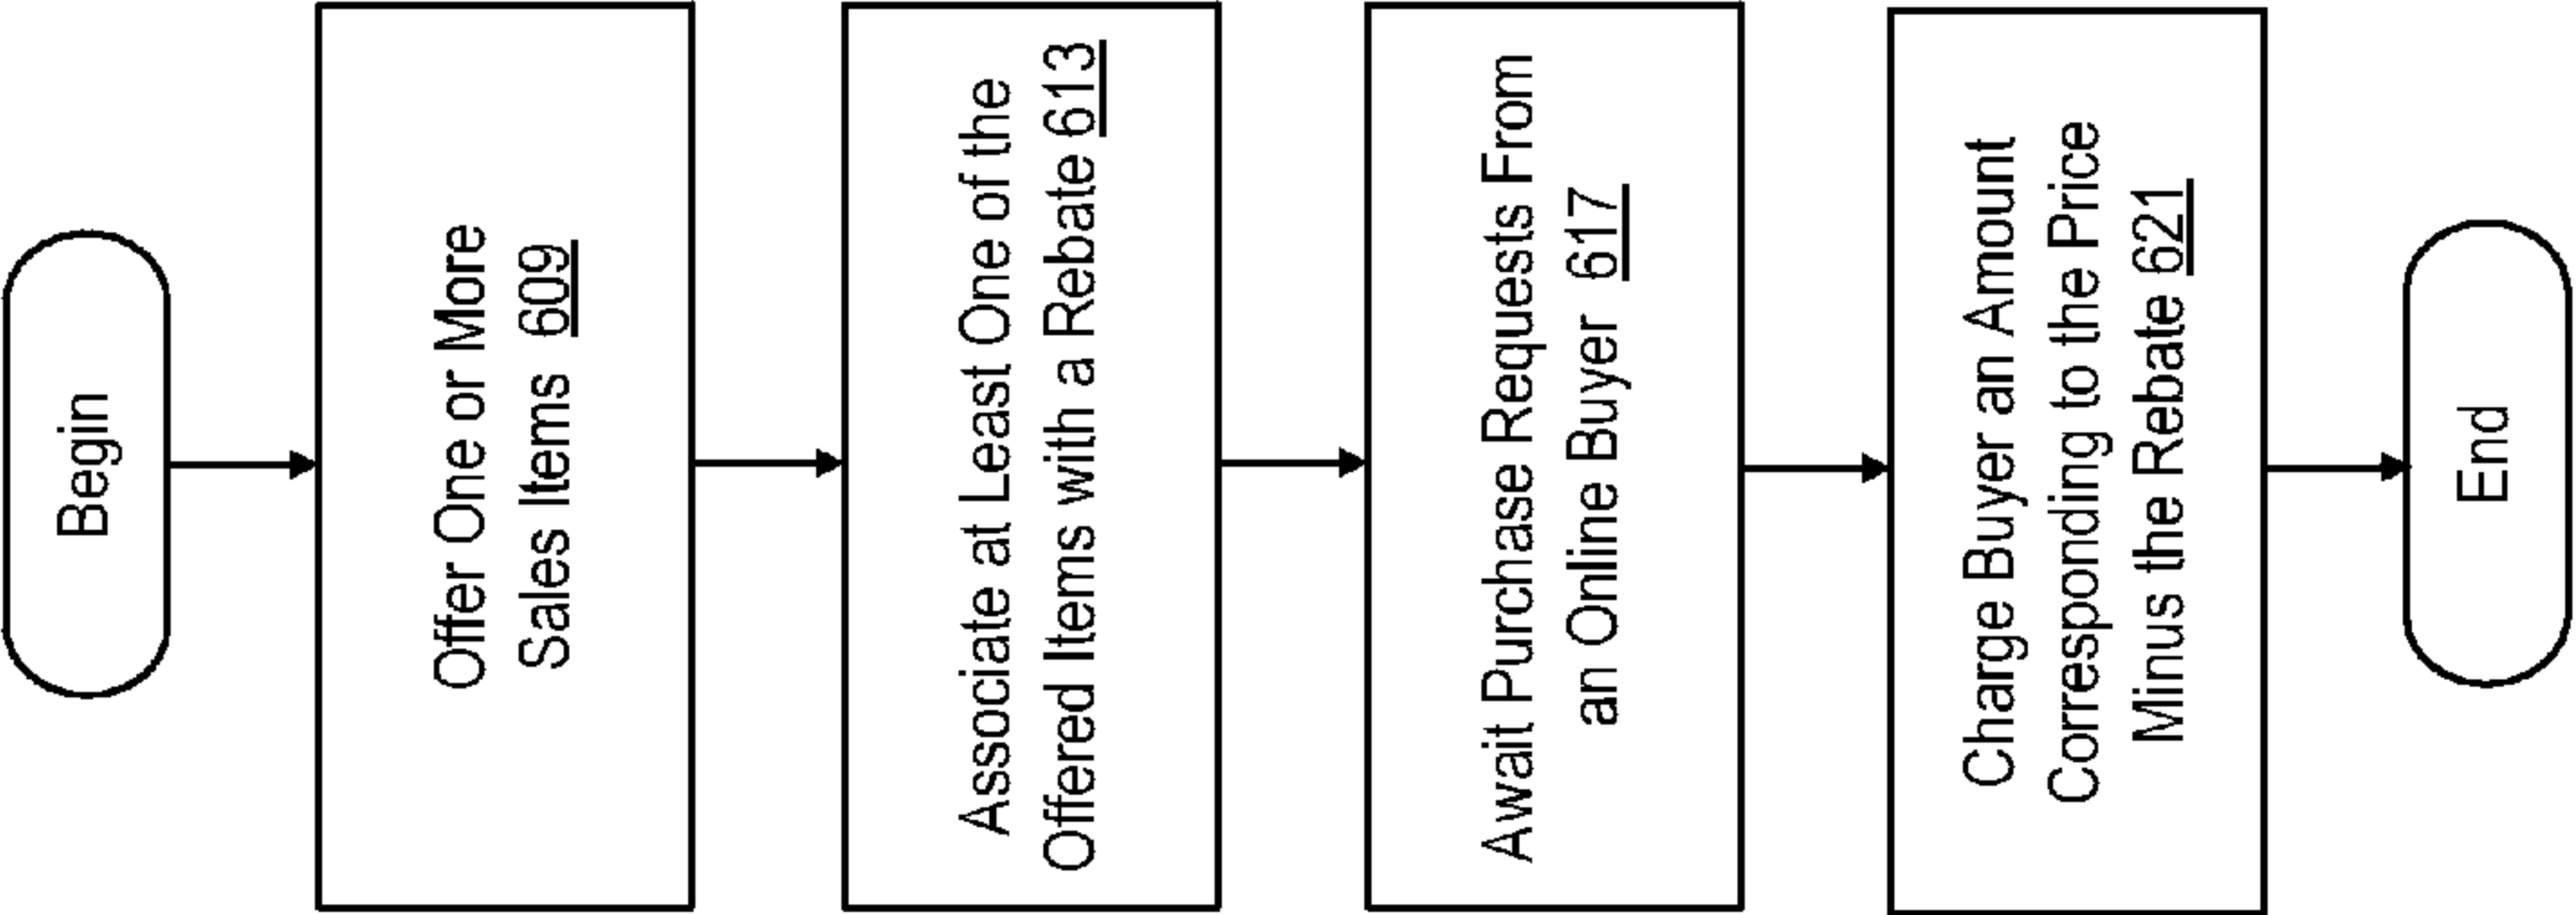 Begin
Offer One or More
Sales Items 609
Associate at Least One of the
Offered Items with a Rebate 613
Await Purchase Requests From
an Online Buyer 617
Charge Buyer an Amount
Corresponding to the Price
Minus the Rebate 621
End